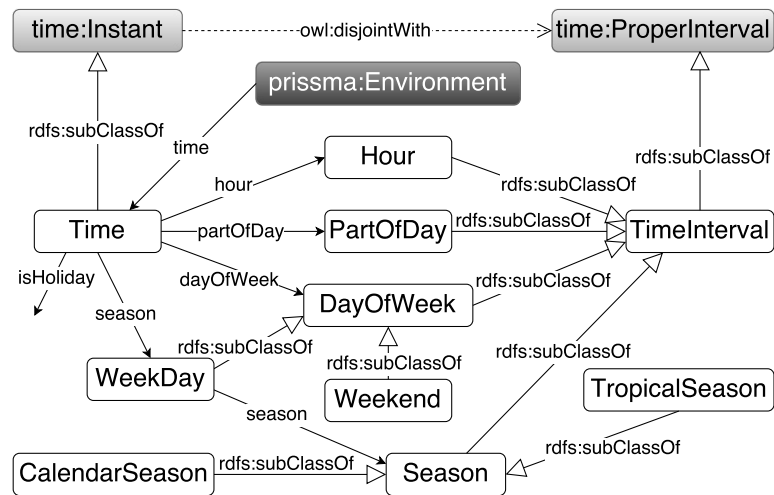 time:Instant
owl:disjointWith
time:ProperInterval
prissma:Environment
rdfs:subClassOf
time
Hour
rdfs:subClassOf
hour
rdfs:subClassOf
Time
partOfDay
PartOfDay
rdfs:subClassOf
TimeInterval
isHoliday
dayOfWeek
DayOfWeek
rdfs:subClassOf
season
rdfs:subClassOf
rdfs:subClassOf
rdfs:subClassOf
WeekDay
Weekend
TropicalSeason
season
rdfs:subClassOf
CalendarSeason
rdfs:subClassOf
Season